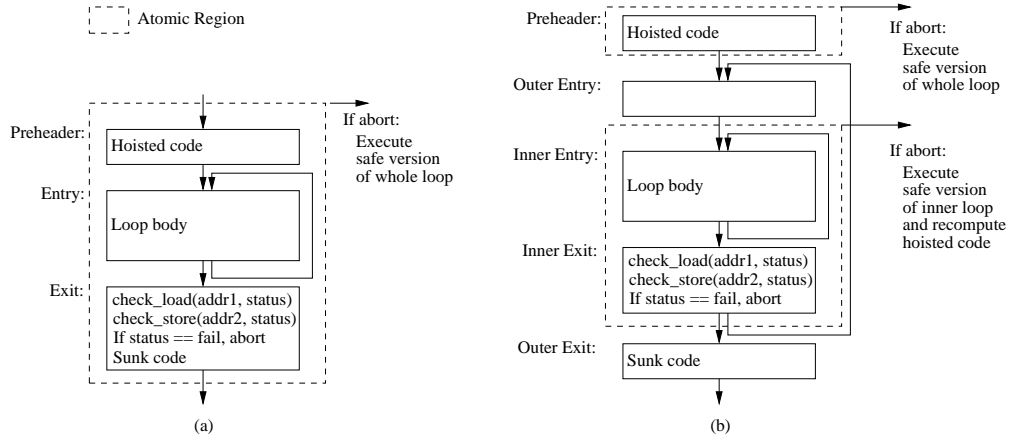 Atomic Region
Preheader:
Hoisted code
If abort:
Execute
safe version
of whole loop
Entry:
Loop body
Exit:
check_load(addr1, status)
check_store(addr2, status)
If status == fail, abort
Sunk code
(a)
Preheader:
Hoisted code
If abort:
Execute
safe version
of whole loop
Outer Entry:
Inner Entry:
Loop body
If abort:
Execute
safe version
of inner loop
and recompute
hoisted code
Inner Exit:
check_load(addr1, status)
check_store(addr2, status)
If status == fail, abort
Outer Exit:
Sunk code
(b)